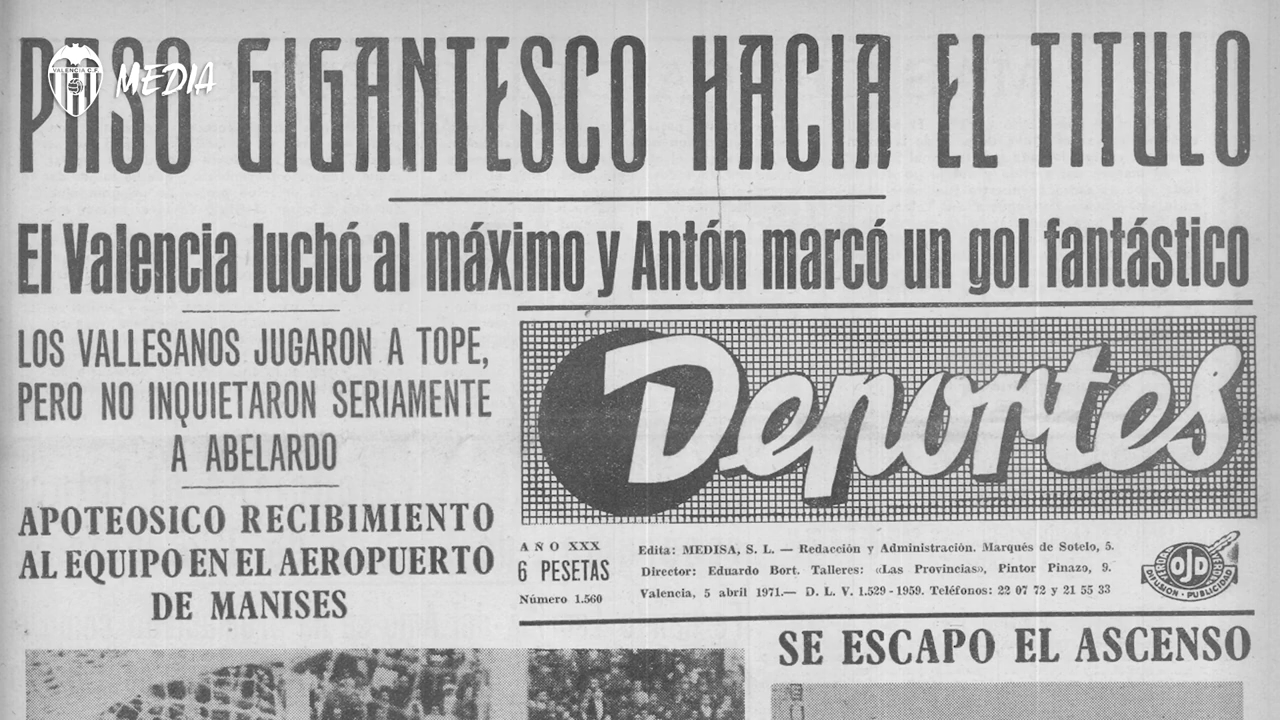 PASO GIGANTESCO HACIA EL TITULO
VALENCIA C.F.
MEDIA
El Valencia luchó al máximo y Antón marcó un gol fantástico
LOS VALLESANOS JUGARON A TOPE,
PERO NO INQUIETARON SERIAMENTE
A ABELARDO
APOTEOSICO RECIBIMIENTO
AL EQUIPO EN EL AEROPUERTO
DE MANISES
Deportes
AÑO XXX
6 PESETAS
Número 1.560
Edita: MEDISA, S. L. — Redacción y Administración. Marqués de Sotelo, 5.
Director: Eduardo Bort. Talleres: «Las Provincias», Pintor Pinazo, 9.
Valencia, 5 abril 1971.— D. L. V. 1.529 - 1959. Teléfonos: 22 07 72 y 21 55 33
OJD
DIFUSION - PUBLICIDAD
SE ESCAPO EL ASCENSO